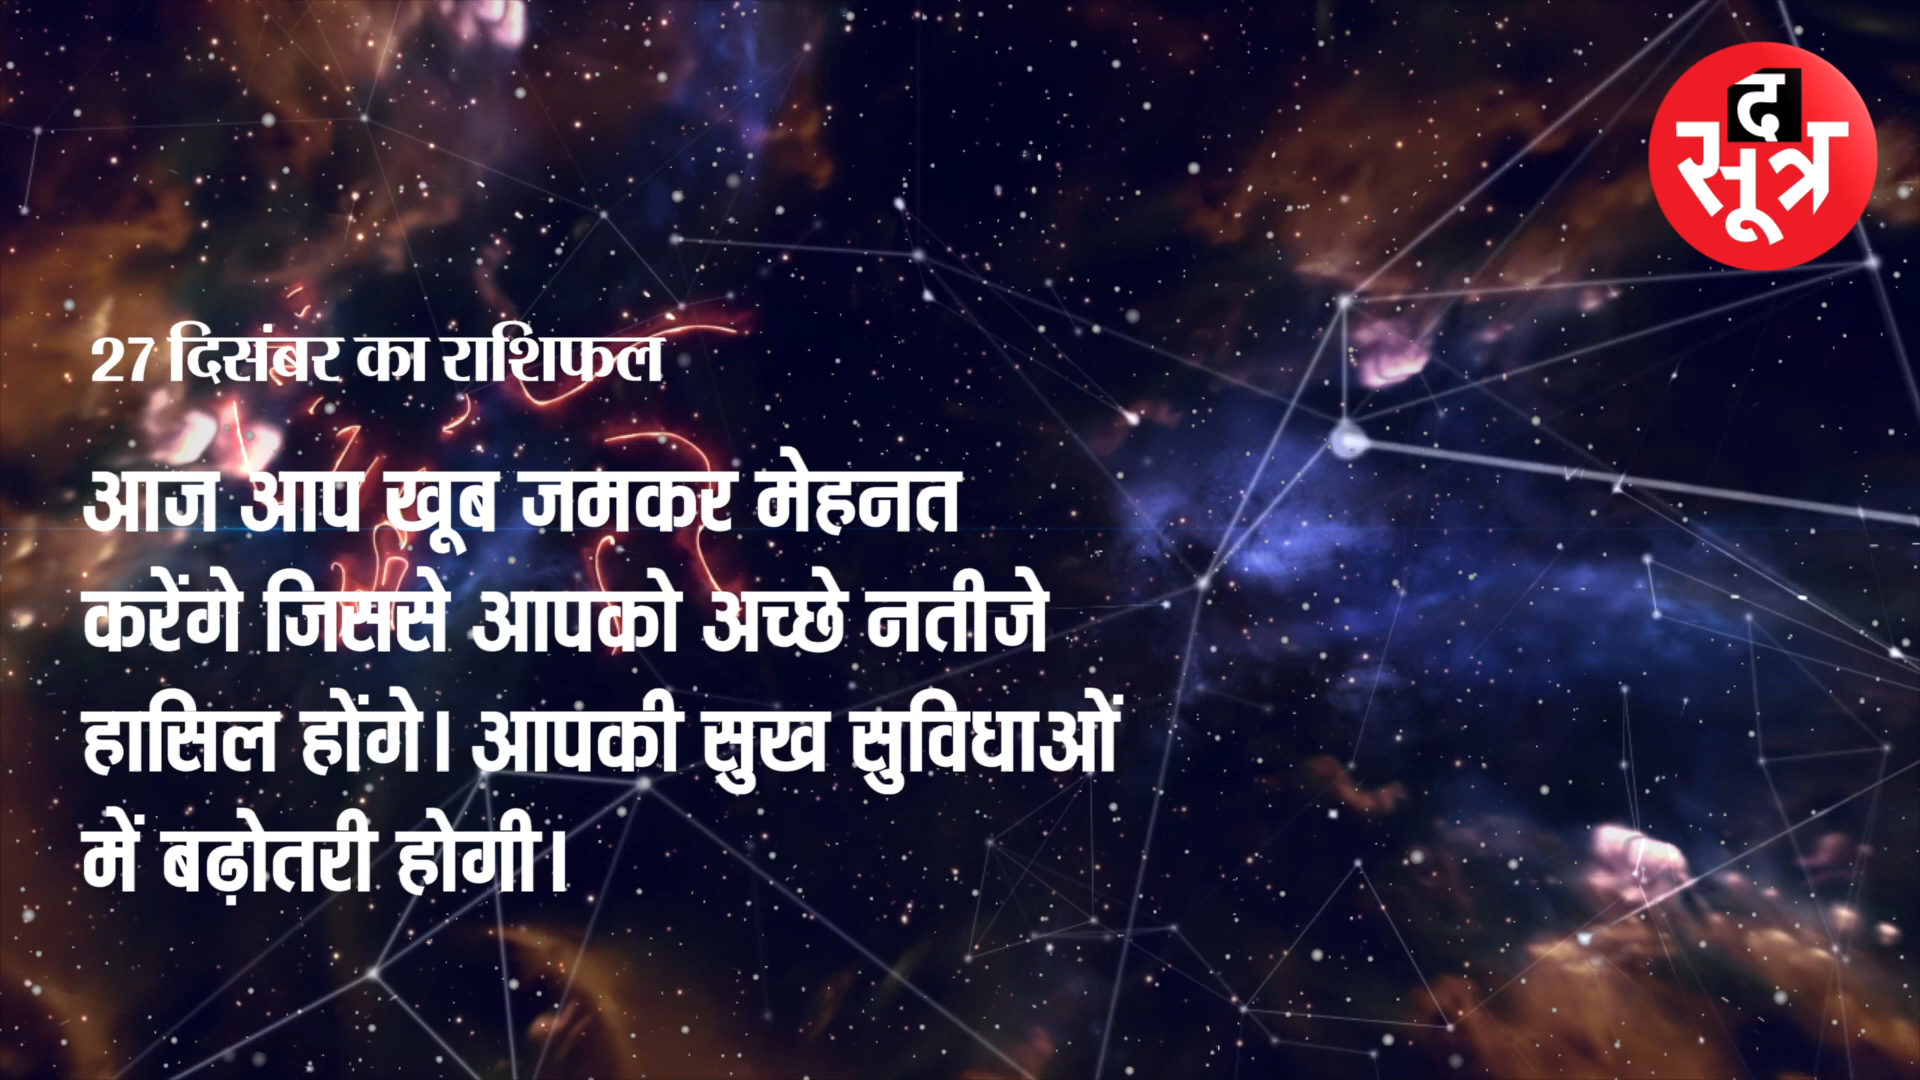 द
सूत्र
27 दिसंबर का राशिफल
आज आप खूब जमकर मेहनत
करेंगे जिससे आपको अच्छे नतीजे
हासिल होंगे। आपकी सुख सुविधाओं
में बढ़ोतरी होगी।